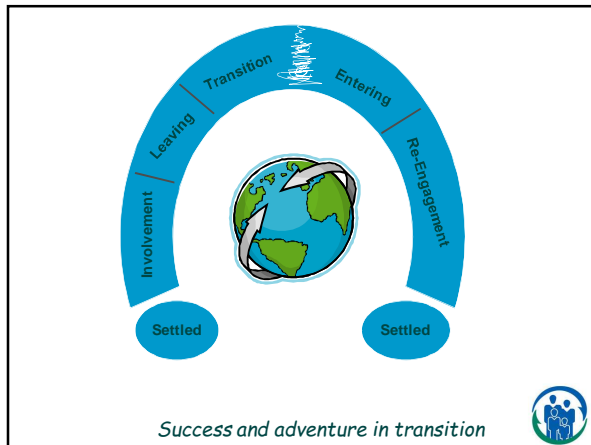 Involvement
Leaving
Transition
Entering
Re-Engagement
Settled
Settled
Success and adventure in transition